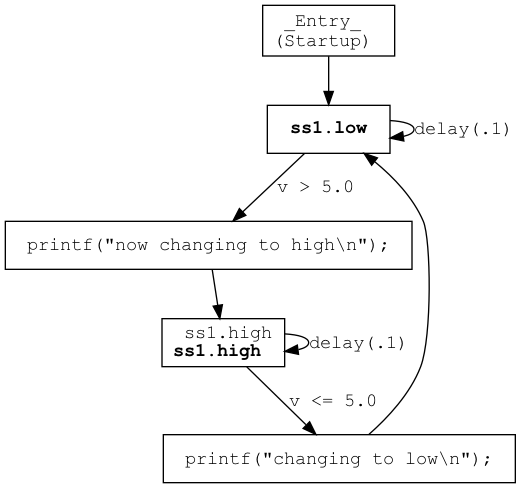 _Entry_
(Startup)
ss1.low
delay(.1)
v > 5.0
printf("now changing to high\n");
ss1.high
ss1.high
delay(.1)
v <= 5.0
printf("changing to low\n");